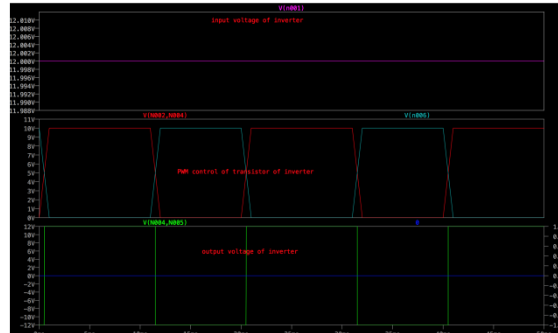 V(n001)
input voltage of inverter
12.010V
12.008V
12.006V
12.004V
12.002V
12.000V
11.998V
11.996V
11.994V
11.992V
11.990V
11.988V
V(N002,N004) V(n006)
11V
10V
9V
8V
7V
6V
5V
4V
3V
2V
1V
0V
PWM control of transistor of inverter
V(N004,N005) 0
12V
10V
8V
6V
4V
2V
0V
-2V
-4V
-6V
-8V
-10V
-12V
output voltage of inverter